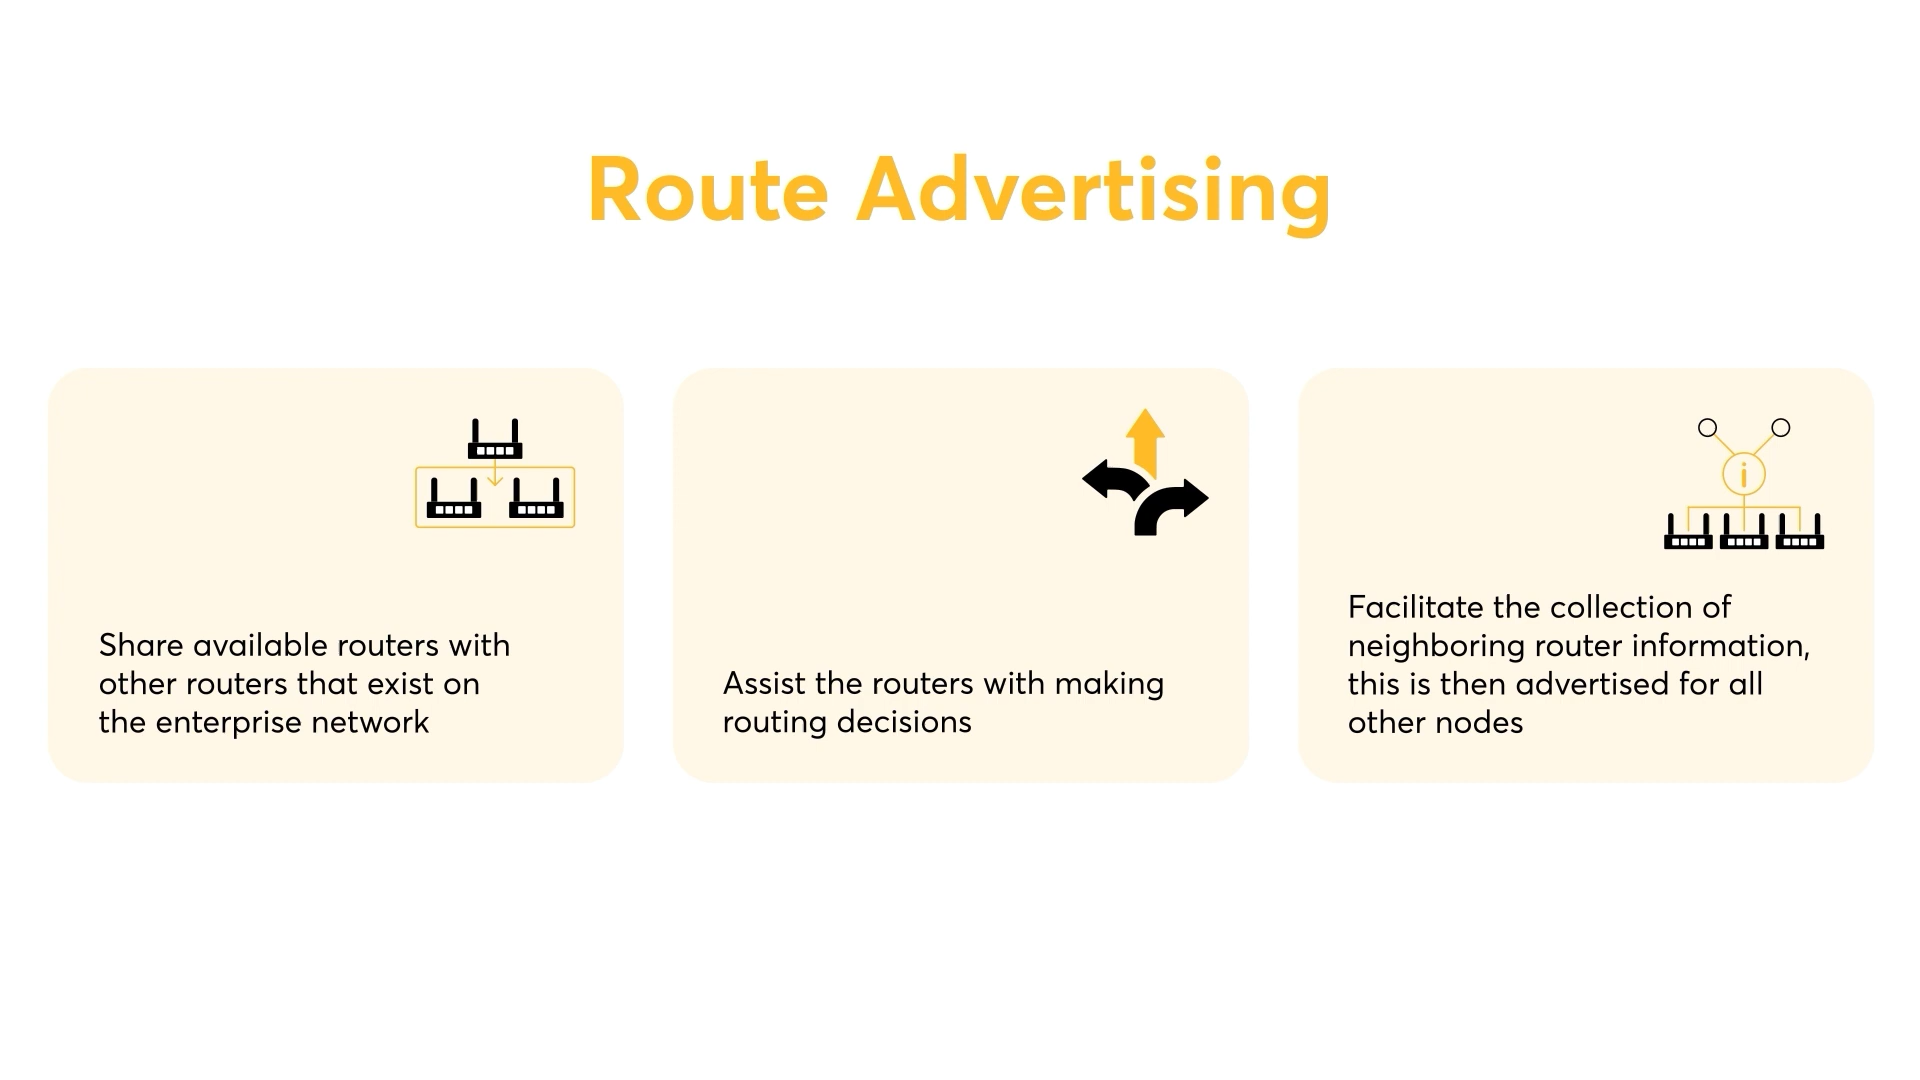 Route Advertising
Share available routers with
other routers that exist on
the enterprise network
Assist the routers with making
routing decisions
i
Facilitate the collection of
neighboring router information,
this is then advertised for all
other nodes